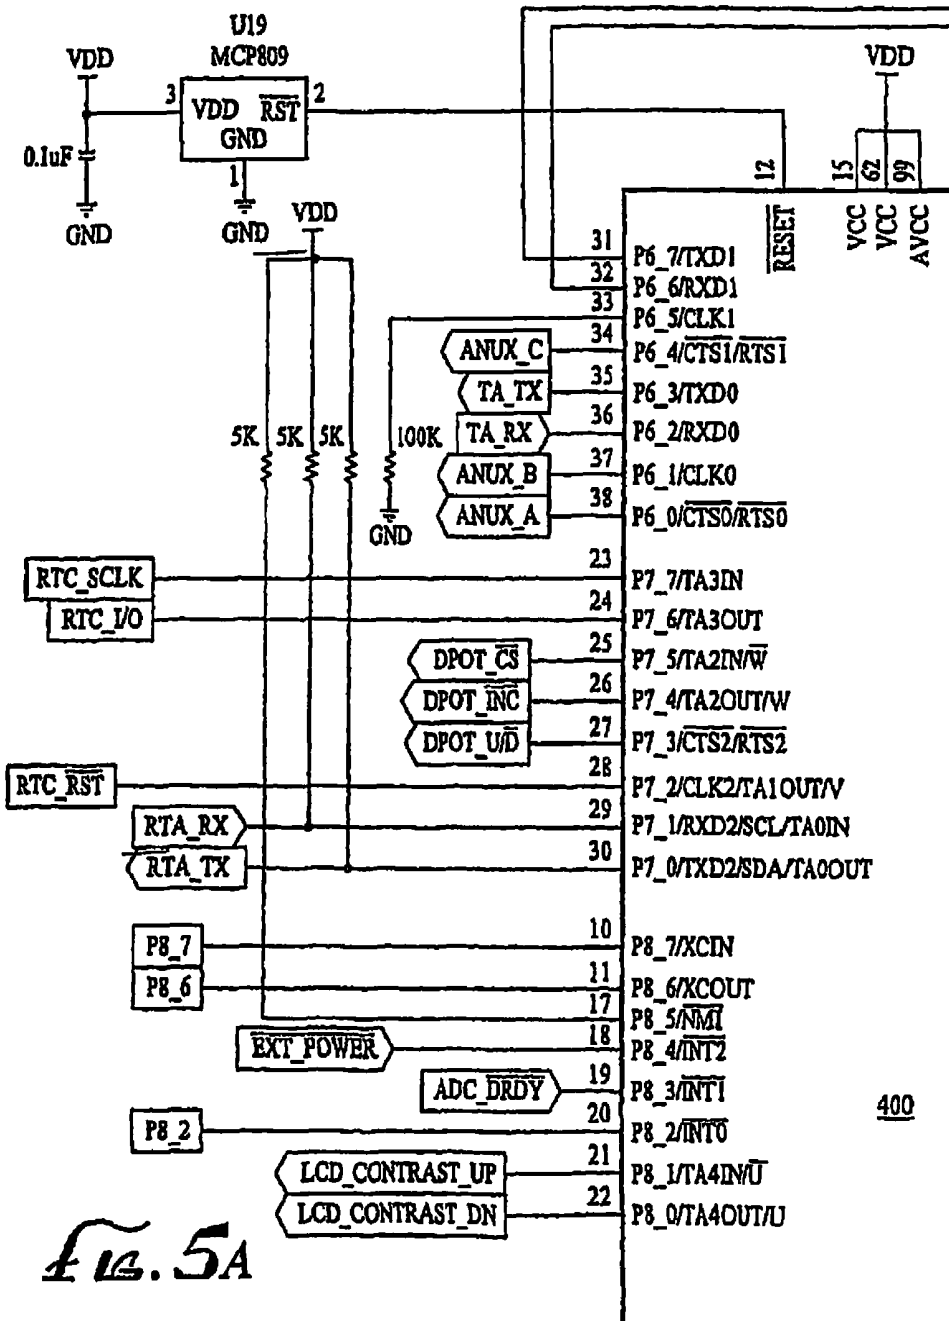 U19
MCP809
VDD
VDD
3
VDD RST
2
GND
0.1uF
1
GND
GND
VDD
12
15
62
99
RESET
VCC
VCC
AVCC
31 P6_7/TXD1
32 P6_6/RXD1
33 P6_5/CLK1
ANUX_C 34 P6_4/CTS1/RTS1
TA_TX 35 P6_3/TXD0
5K 5K 5K 100K TA_RX 36 P6_2/RXD0
ANUX_B 37 P6_1/CLK0
ANUX_A 38 P6_0/CTS0/RTS0
GND
RTC_SCLK 23 P7_7/TA3IN
RTC_I/O 24 P7_6/TA3OUT
DPOT_CS 25 P7_5/TA2IN/W
DPOT_INC 26 P7_4/TA2OUT/W
DPOT_U/D 27 P7_3/CTS2/RTS2
RTC_RST 28 P7_2/CLK2/TA1OUT/V
RTA_RX 29 P7_1/RXD2/SCL/TA0IN
RTA_TX 30 P7_0/TXD2/SDA/TA0OUT
P8_7 10 P8_7/XCIN
P8_6 11 P8_6/XCOUT
17 P8_5/NMI
EXT_POWER 18 P8_4/INT2
ADC_DRDY 19 P8_3/INT1
400
P8_2 20 P8_2/INT0
LCD_CONTRAST_UP 21 P8_1/TA4IN/U
LCD_CONTRAST_DN 22 P8_0/TA4OUT/U
FIG. 5A